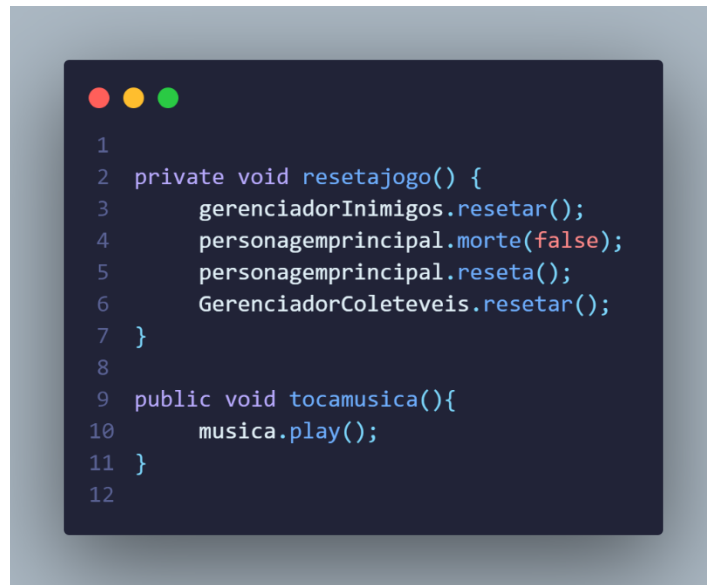 1
2 private void resetajogo() {
3 gerenciadorInimigos.resetar();
4 personagemprincipal.morte(false);
5 personagemprincipal.reseta();
6 GerenciadorColeteveis.resetar();
7 }
8
9 public void tocamusica(){
10 musica.play();
11 }
12